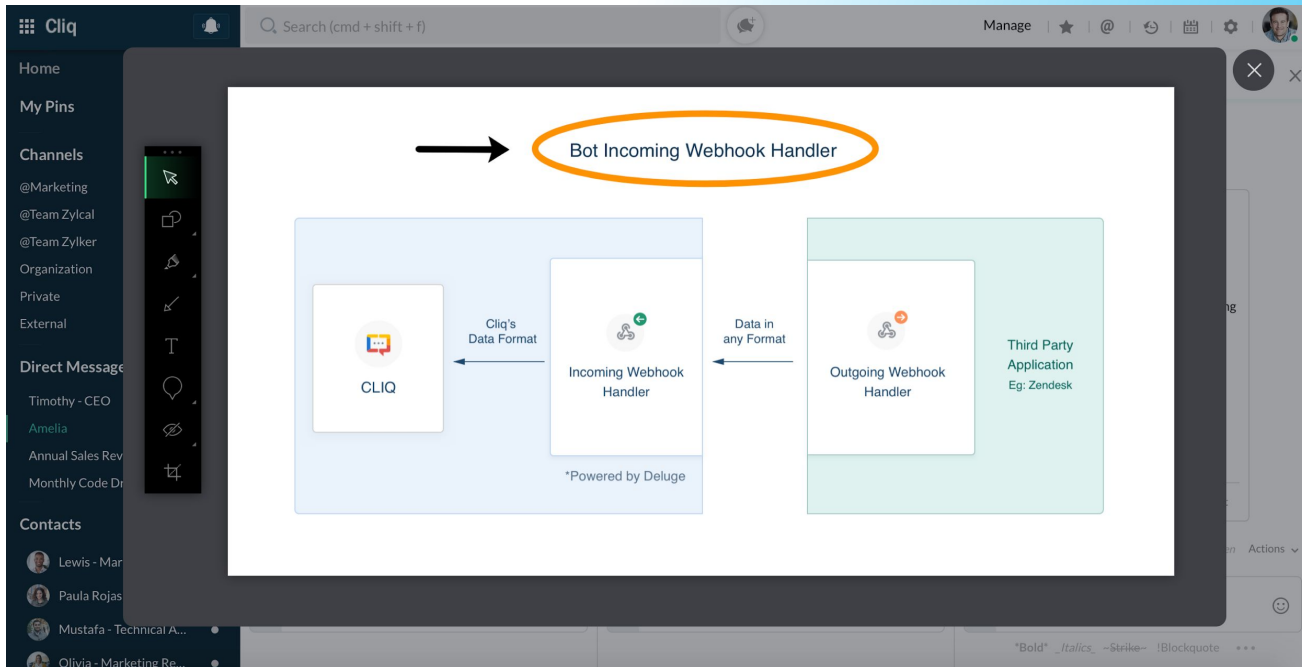 Cliq
Search (cmd + shift + f)
Manage
Home
My Pins
Channels
@Marketing
@Team Zylcal
@Team Zylker
Organization
Private
External
Direct Message
Timothy - CEO
Amelia
Annual Sales Rev
Monthly Code Dr
Contacts
Lewis - Mar
Paula Rojas
Mustafa - Technical A...
Olivia - Marketing Re...
T
Bot Incoming Webhook Handler
CLIQ
Cliq's
Data Format
Incoming Webhook
Handler
*Powered by Deluge
Data in
any Format
Outgoing Webhook
Handler
Third Party
Application
Eg: Zendesk
ng
Actions
*Bold* _Italics_ ~Strike~ !Blockquote